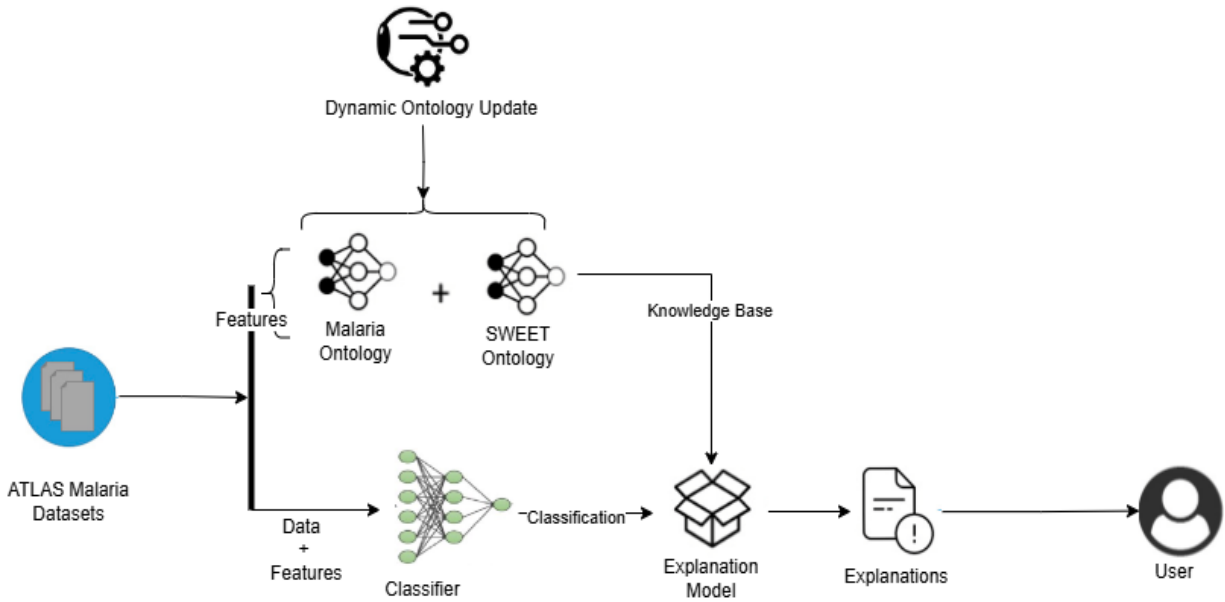 Dynamic Ontology Update
Features
Malaria
Ontology
+
SWEET
Ontology
Knowledge Base
ATLAS Malaria
Datasets
Data
+
Features
Classifier
Classification
Explanation
Model
Explanations
User